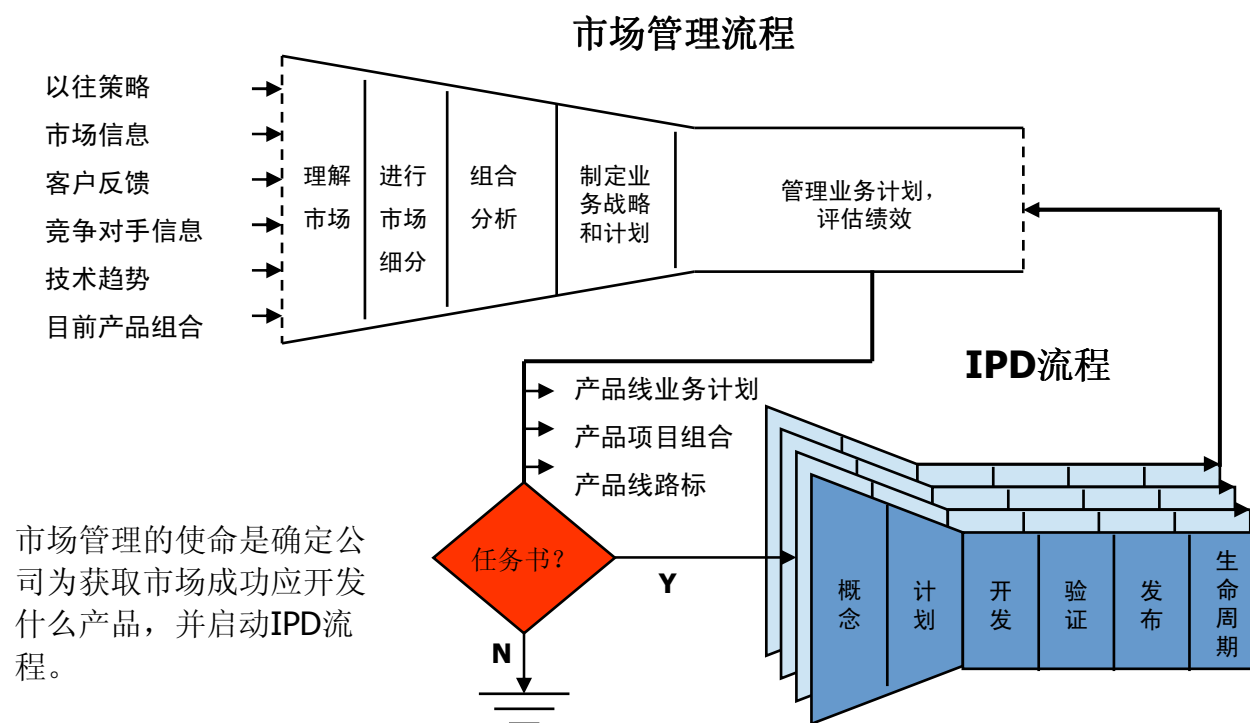 市场管理流程
以往策略
市场信息
客户反馈
竞争对手信息
技术趋势
目前产品组合
理解
市场
进行
市场
细分
组合
分析
制定业
务战略
和计划
管理业务计划，
评估绩效
IPD流程
产品线业务计划
产品项目组合
产品线路标
任务书？
Y
N
概念
计划
开发
验证
发布
生命周期
市场管理的使命是确定公
司为获取市场成功应开发
什么产品，并启动IPD流
程。